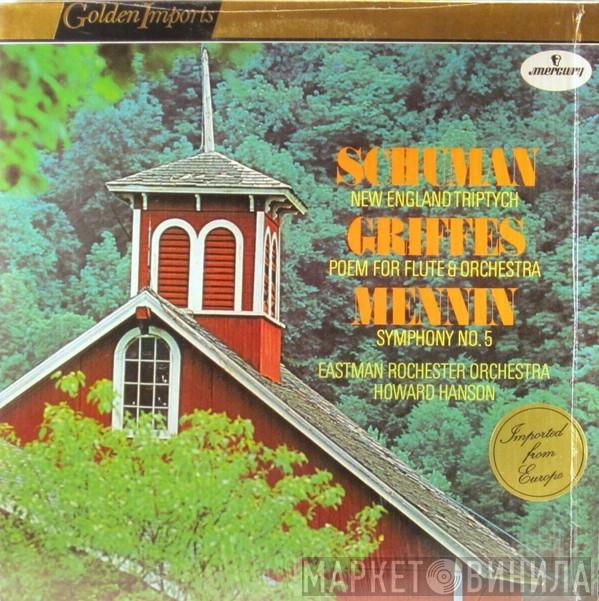 Golden Imports
mercury
SCHUMAN
NEW ENGLAND TRIPTYCH
GRIFFES
POEM FOR FLUTE & ORCHESTRA
MENNIN
SYMPHONY NO. 5
EASTMAN ROCHESTER ORCHESTRA
HOWARD HANSON
Imported
from
Europe
МАРКЕТ ВИНИЛА